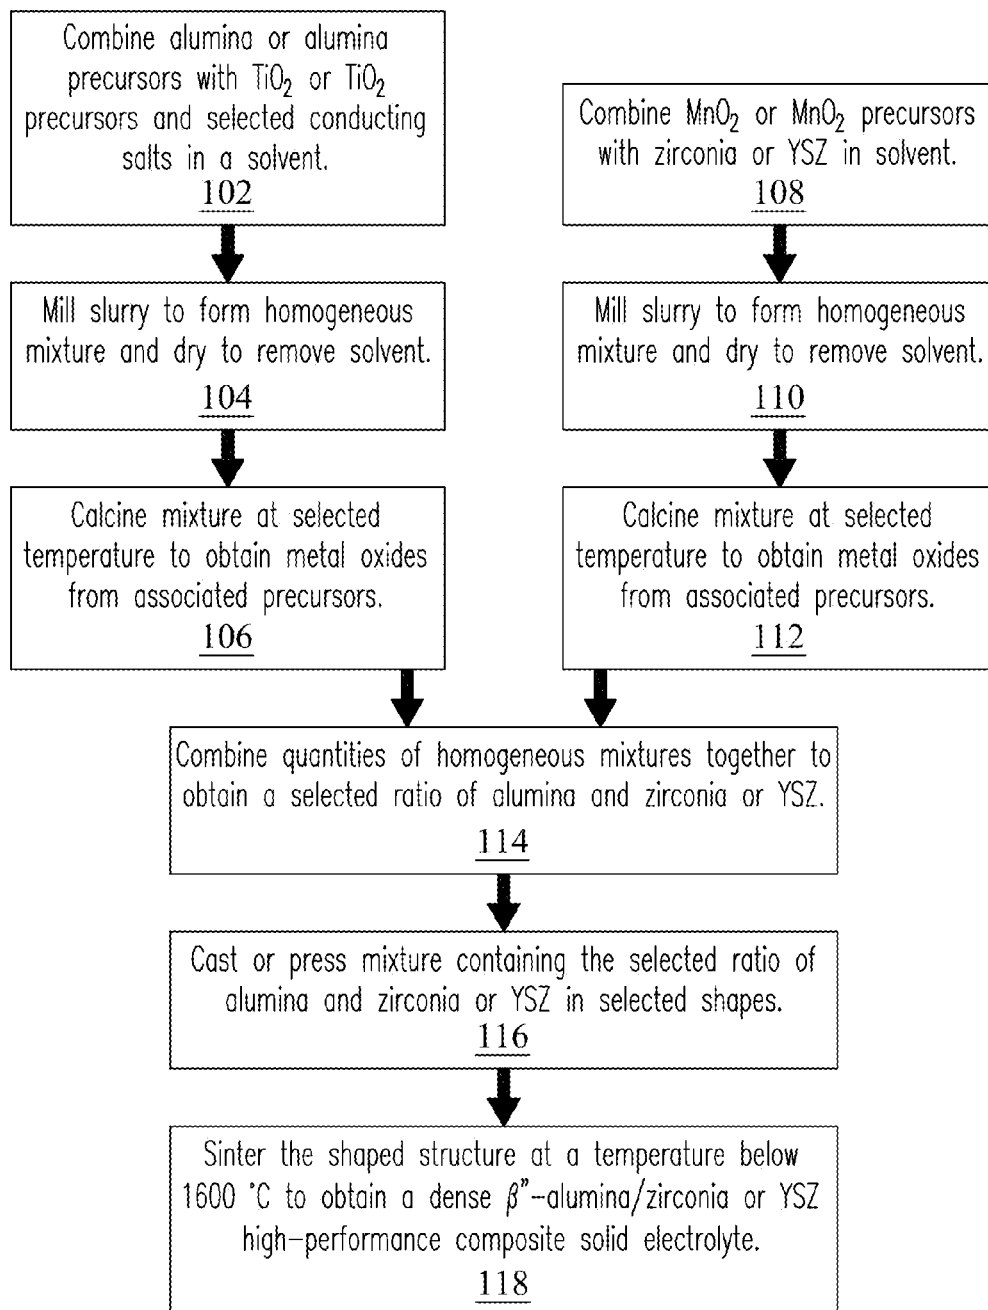 Combine alumina or alumina
precursors with TiO₂ or TiO₂
precursors and selected conducting
salts in a solvent.
102
Mill slurry to form homogeneous
mixture and dry to remove solvent.
104
Calcine mixture at selected
temperature to obtain metal oxides
from associated precursors.
106
Combine MnO₂ or MnO₂ precursors
with zirconia or YSZ in solvent.
108
Mill slurry to form homogeneous
mixture and dry to remove solvent.
110
Calcine mixture at selected
temperature to obtain metal oxides
from associated precursors.
112
Combine quantities of homogeneous mixtures together to
obtain a selected ratio of alumina and zirconia or YSZ.
114
Cast or press mixture containing the selected ratio of
alumina and zirconia or YSZ in selected shapes.
116
Sinter the shaped structure at a temperature below
1600 °C to obtain a dense β”-alumina/zirconia or YSZ
high-performance composite solid electrolyte.
118